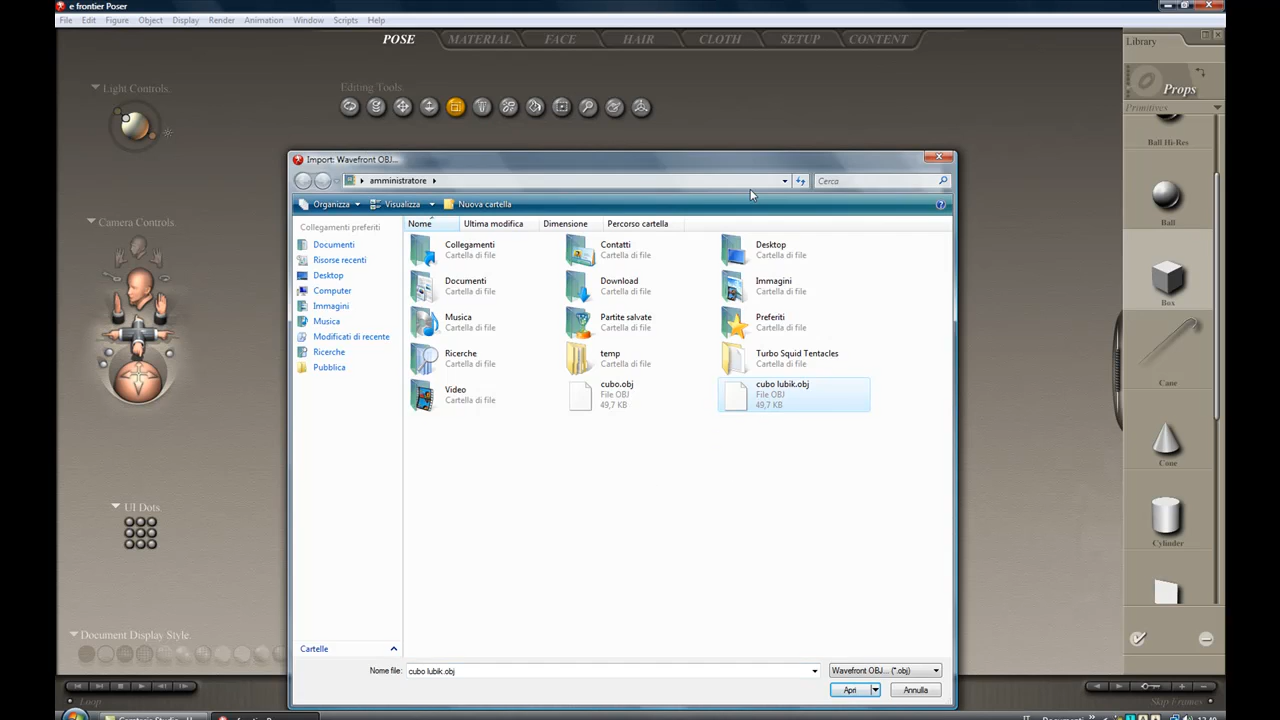 e frontier Poser
File Edit Figure Object Display Render Animation Window Scripts Help
POSE MATERIAL FACE HAIR CLOTH SETUP CONTENT
Library
Light Controls.
Editing Tools:
Props
Primitives
Ball Hi-Res
Ball
Box
Cane
Cone
Cylinder
Camera Controls
UI Dots.
Document Display Style.
Loop
Skip Frames
Import: Wavefront OBJ...
amministratore
Cerca
Organizza Visualizza Nuova cartella
Collegamenti preferiti
Documenti
Risorse recenti
Desktop
Computer
Immagini
Musica
Modificati di recente
Ricerche
Pubblica
Cartelle
Nome Ultima modifica Dimensione Percorso cartella
Collegamenti
Cartella di file
Contatti
Cartella di file
Desktop
Cartella di file
Documenti
Cartella di file
Download
Cartella di file
Immagini
Cartella di file
Musica
Cartella di file
Partite salvate
Cartella di file
Preferiti
Cartella di file
Ricerche
Cartella di file
temp
Cartella di file
Turbo Squid Tentacles
Cartella di file
Video
Cartella di file
cubo.obj
File OBJ
49,7 KB
cubo lubik.obj
File OBJ
49,7 KB
Nome file: cubo lubik.obj
Wavefront OBJ... (*.obj)
Apri Annulla